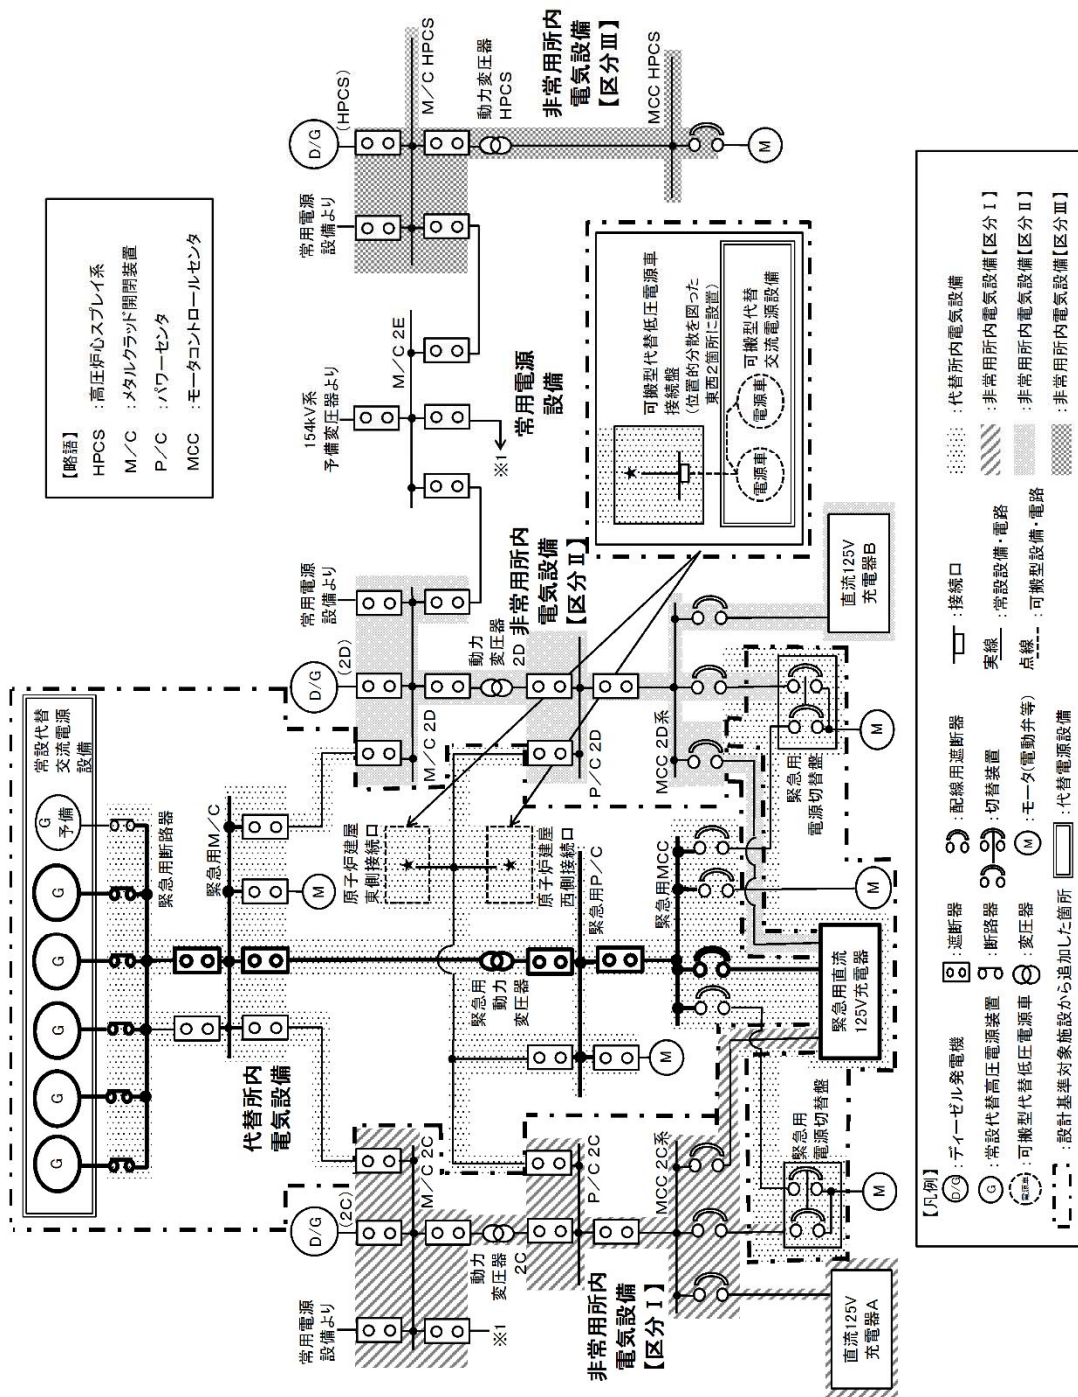 常設代替
交流電源
設備
G
G
G
G
G
G
予備
緊急用断路器
緊急用M/C
M
代替所内
電気設備
緊急用
動力
変圧器
原子炉建屋
東側接続口
原子炉建屋
西側接続口
緊急用P/C
M
緊急用MCC
M
緊急用直流
125V充電器
常用電源
設備より
D/G
(2C)
※1
M/C 2C
動力
変圧器
2C
P/C 2C
非常用所内
電気設備
【区分Ⅰ】
MCC 2C系
緊急用
電源切替盤
M
直流125V
充電器A
D/G
(2D)
常用電源
設備より
M/C 2D
動力
変圧器
2D
P/C 2D
非常用所内
電気設備
【区分Ⅱ】
MCC 2D系
緊急用
電源切替盤
M
直流125V
充電器B
154kV系
予備変圧器より
M/C 2E
※1
常用電源
設備
可搬型代替低圧電源車
接続盤
(位置的分散を図った
東西2箇所に設置)
可搬型代替
交流電源設備
電源車
電源車
常用電源
設備より
D/G
(HPCS)
M/C HPCS
動力変圧器
HPCS
非常用所内
電気設備
【区分Ⅲ】
MCC HPCS
M
【略語】
HPCS :高圧炉心スプレイ系
M/C :メタルクラッド開閉装置
P/C :パワーセンタ
MCC :モータコントロールセンタ
【凡例】
D/G :ディーゼル発電機
G :常設代替高圧電源装置
電源車 :可搬型代替低圧電源車
:設計基準対象施設から追加した箇所
:遮断器
:断路器
:変圧器
:配線用遮断器
:切替装置
M :モータ(電動弁等)
:代替電源設備
:接続口
実線 :常設設備・電路
点線 :可搬型設備・電路
:代替所内電気設備
:非常用所内電気設備【区分Ⅰ】
:非常用所内電気設備【区分Ⅱ】
:非常用所内電気設備【区分Ⅲ】